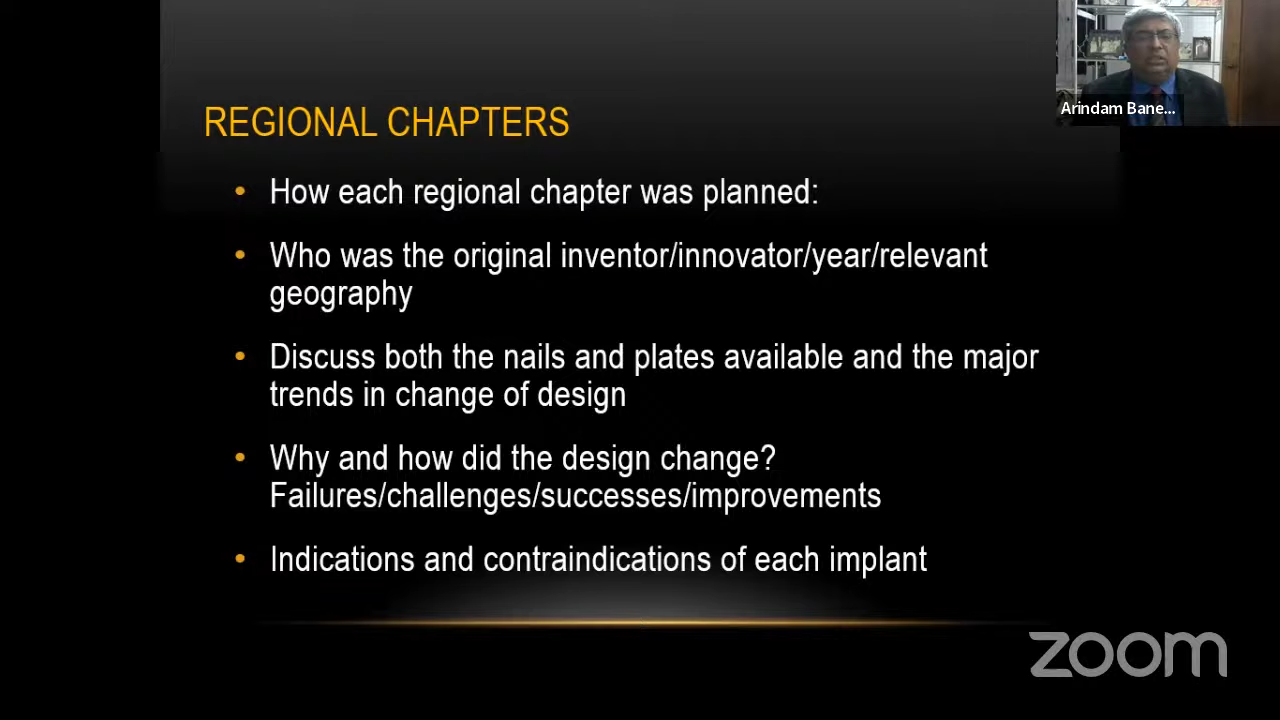 Arindam Bane...
REGIONAL CHAPTERS
• How each regional chapter was planned:
• Who was the original inventor/innovator/year/relevant
geography
• Discuss both the nails and plates available and the major
trends in change of design
• Why and how did the design change?
Failures/challenges/successes/improvements
• Indications and contraindications of each implant
zoom